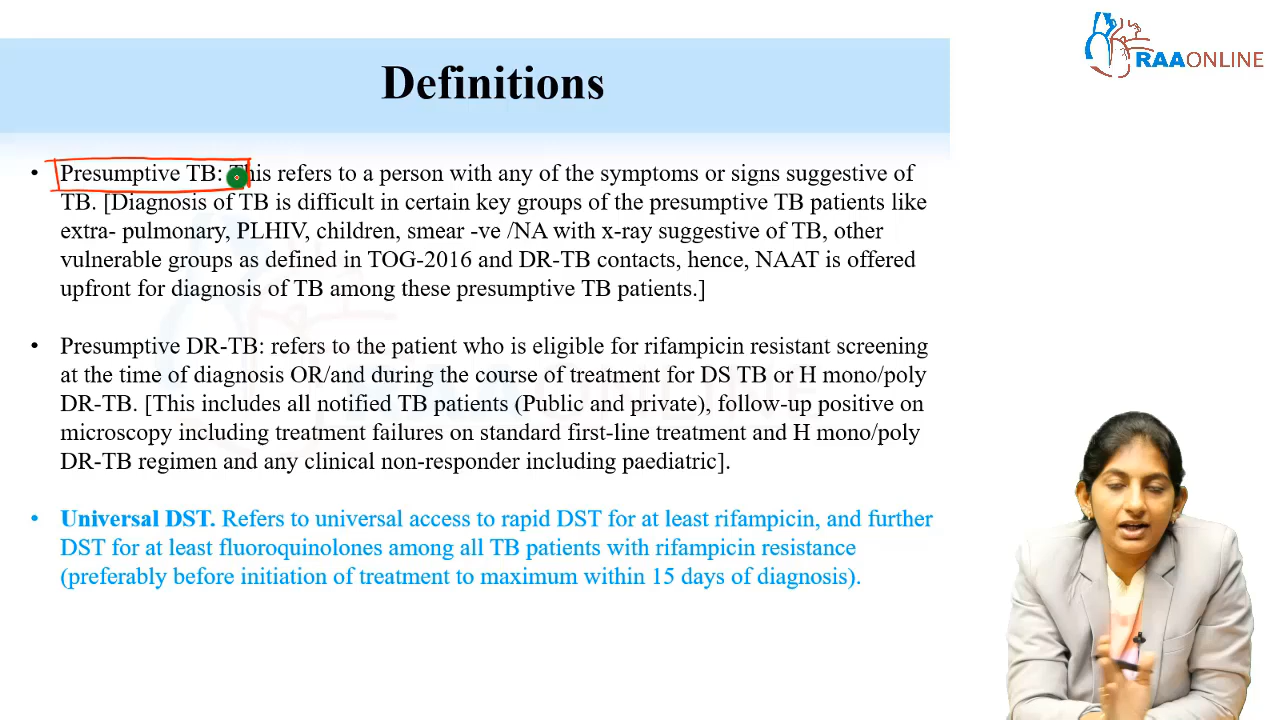 RAAONLINE
Definitions
• Presumptive TB: This refers to a person with any of the symptoms or signs suggestive of
TB. [Diagnosis of TB is difficult in certain key groups of the presumptive TB patients like
extra- pulmonary, PLHIV, children, smear -ve /NA with x-ray suggestive of TB, other
vulnerable groups as defined in TOG-2016 and DR-TB contacts, hence, NAAT is offered
upfront for diagnosis of TB among these presumptive TB patients.]
• Presumptive DR-TB: refers to the patient who is eligible for rifampicin resistant screening
at the time of diagnosis OR/and during the course of treatment for DS TB or H mono/poly
DR-TB. [This includes all notified TB patients (Public and private), follow-up positive on
microscopy including treatment failures on standard first-line treatment and H mono/poly
DR-TB regimen and any clinical non-responder including paediatric].
• Universal DST. Refers to universal access to rapid DST for at least rifampicin, and further
DST for at least fluoroquinolones among all TB patients with rifampicin resistance
(preferably before initiation of treatment to maximum within 15 days of diagnosis).